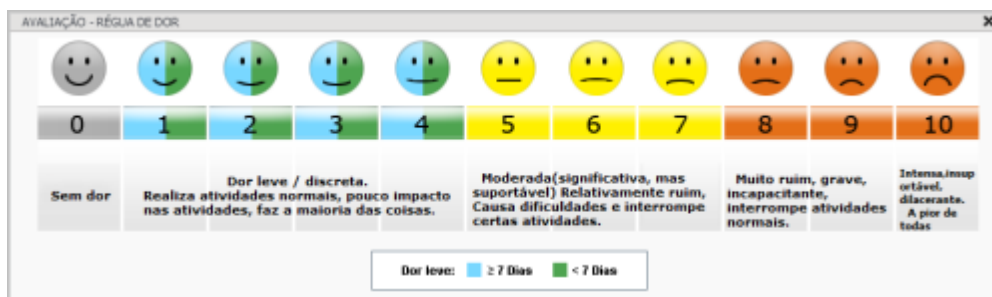 AVALIAÇÃO - RÉGUA DE DOR
0 1 2 3 4 5 6 7 8 9 10
Sem dor
Dor leve / discreta.
Realiza atividades normais, pouco impacto
nas atividades, faz a maioria das coisas.
Moderada(significativa, mas
suportável) Relativamente ruim,
Causa dificuldades e interrompe
certas atividades.
Muito ruim, grave,
incapacitante,
interrompe atividades
normais.
Intensa,insup
ortável,
dilacerante.
A pior de
todas
Dor leve: ≥ 7 Dias < 7 Dias